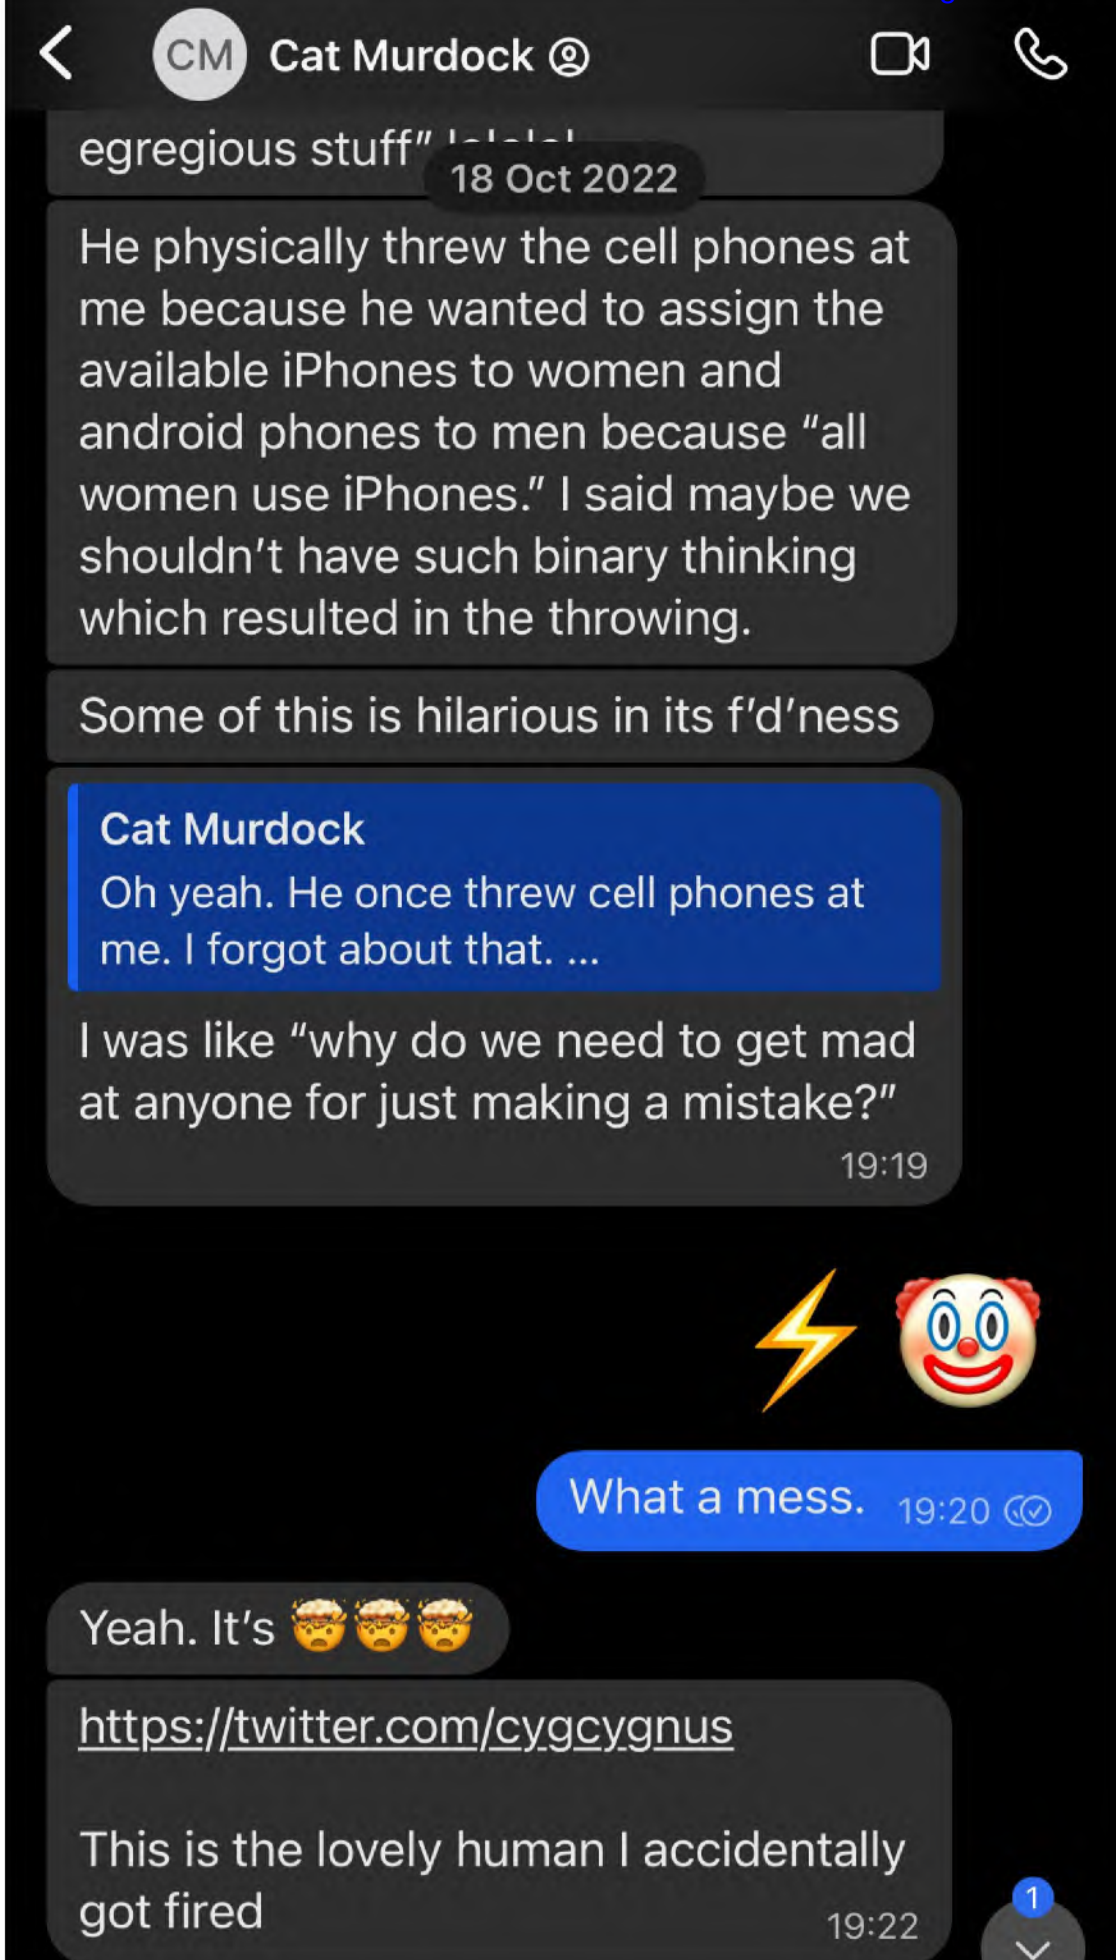 CM Cat Murdock
egregious stuff" lololol
18 Oct 2022
He physically threw the cell phones at
me because he wanted to assign the
available iPhones to women and
android phones to men because “all
women use iPhones.” I said maybe we
shouldn’t have such binary thinking
which resulted in the throwing.
Some of this is hilarious in its f’d’ness
Cat Murdock
Oh yeah. He once threw cell phones at
me. I forgot about that. ...
I was like “why do we need to get mad
at anyone for just making a mistake?”
19:19
What a mess. 19:20
Yeah. It’s
https://twitter.com/cygcygnus
This is the lovely human I accidentally
got fired
19:22
1